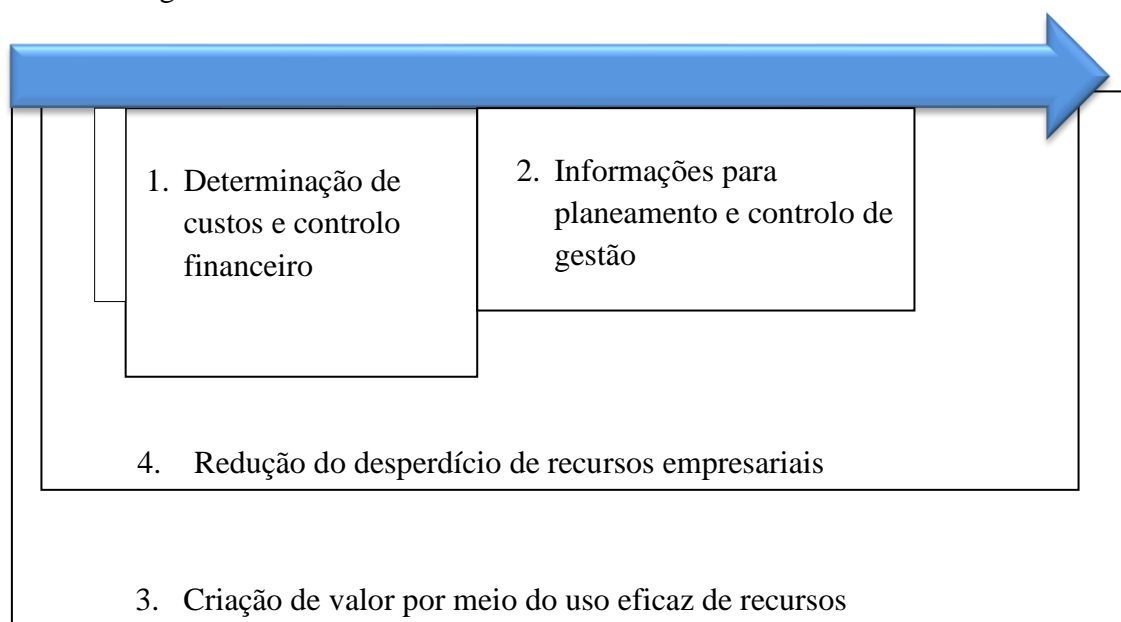 1. Determinação de
custos e controlo
financeiro
2. Informações para
planeamento e controlo de
gestão
4. Redução do desperdício de recursos empresariais
3. Criação de valor por meio do uso eficaz de recursos